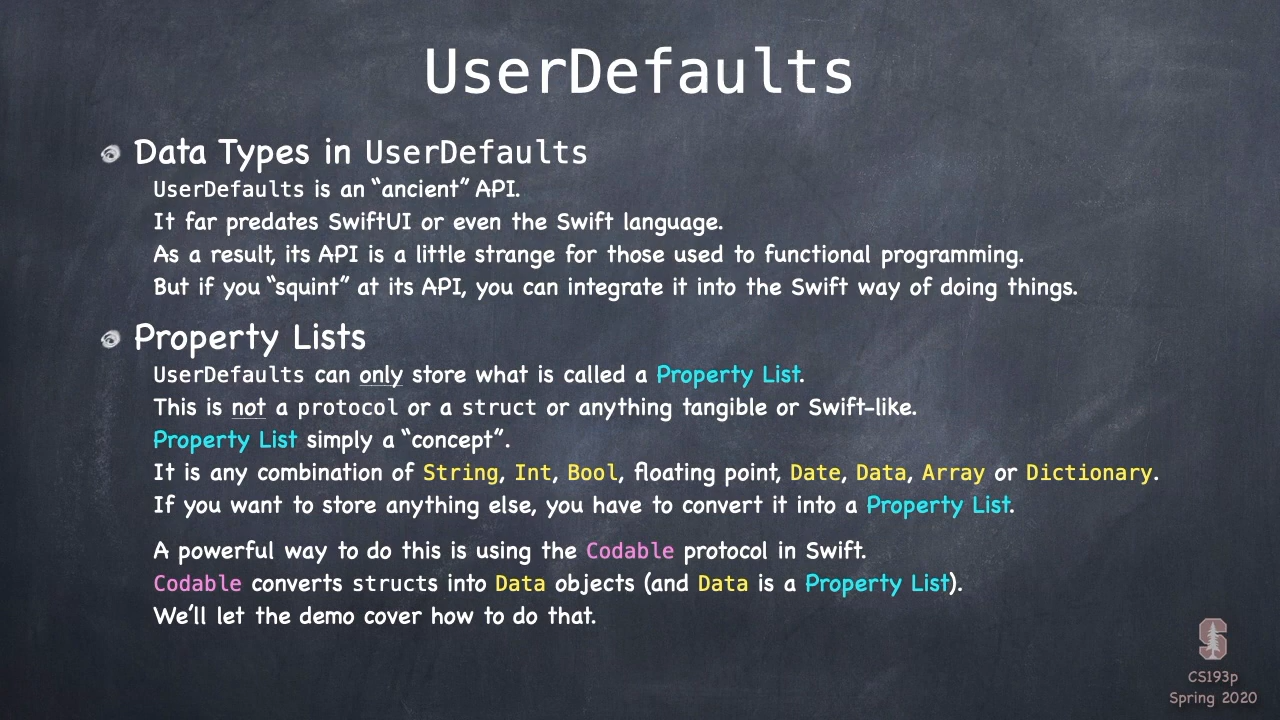 UserDefaults
Data Types in UserDefaults
UserDefaults is an “ancient” API.
It far predates SwiftUI or even the Swift language.
As a result, its API is a little strange for those used to functional programming.
But if you “squint” at its API, you can integrate it into the Swift way of doing things.
Property Lists
UserDefaults can only store what is called a Property List.
This is not a protocol or a struct or anything tangible or Swift-like.
Property List simply a “concept”.
It is any combination of String, Int, Bool, floating point, Date, Data, Array or Dictionary.
If you want to store anything else, you have to convert it into a Property List.
A powerful way to do this is using the Codable protocol in Swift.
Codable converts structs into Data objects (and Data is a Property List).
We’ll let the demo cover how to do that.
S
CS193p
Spring 2020